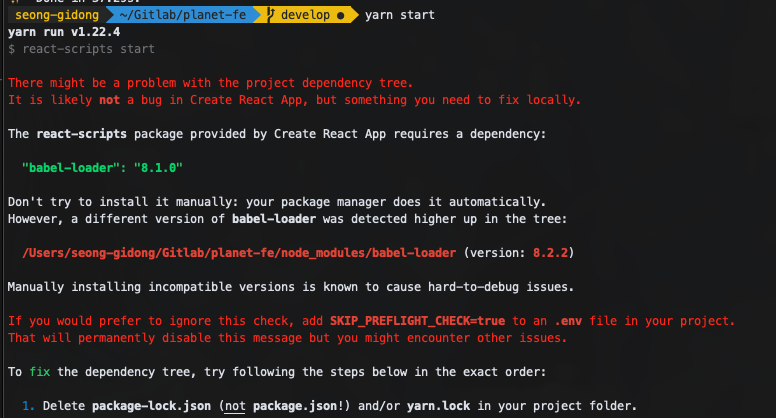 seong-gidong ~/Gitlab/planet-fe develop ● yarn start
yarn run v1.22.4
$ react-scripts start
There might be a problem with the project dependency tree.
It is likely not a bug in Create React App, but something you need to fix locally.
The react-scripts package provided by Create React App requires a dependency:
"babel-loader": "8.1.0"
Don't try to install it manually: your package manager does it automatically.
However, a different version of babel-loader was detected higher up in the tree:
/Users/seong-gidong/Gitlab/planet-fe/node_modules/babel-loader (version: 8.2.2)
Manually installing incompatible versions is known to cause hard-to-debug issues.
If you would prefer to ignore this check, add SKIP_PREFLIGHT_CHECK=true to an .env file in your project.
That will permanently disable this message but you might encounter other issues.
To fix the dependency tree, try following the steps below in the exact order:
1. Delete package-lock.json (not package.json!) and/or yarn.lock in your project folder.